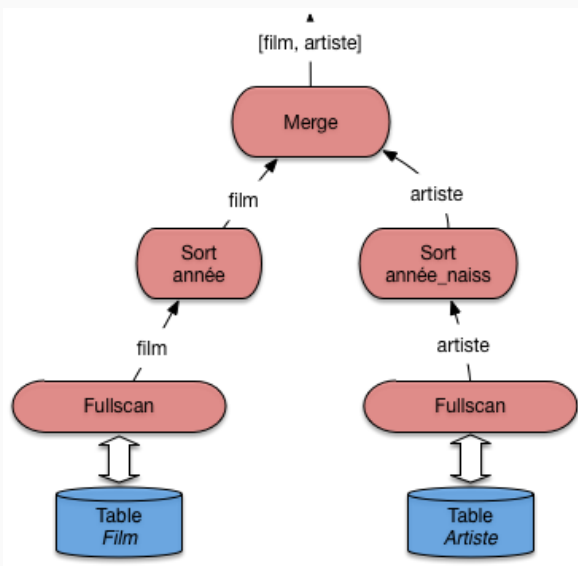 [film, artiste]
Merge
film
artiste
Sort
année
Sort
année_naiss
film
artiste
Fullscan
Fullscan
Table
Film
Table
Artiste